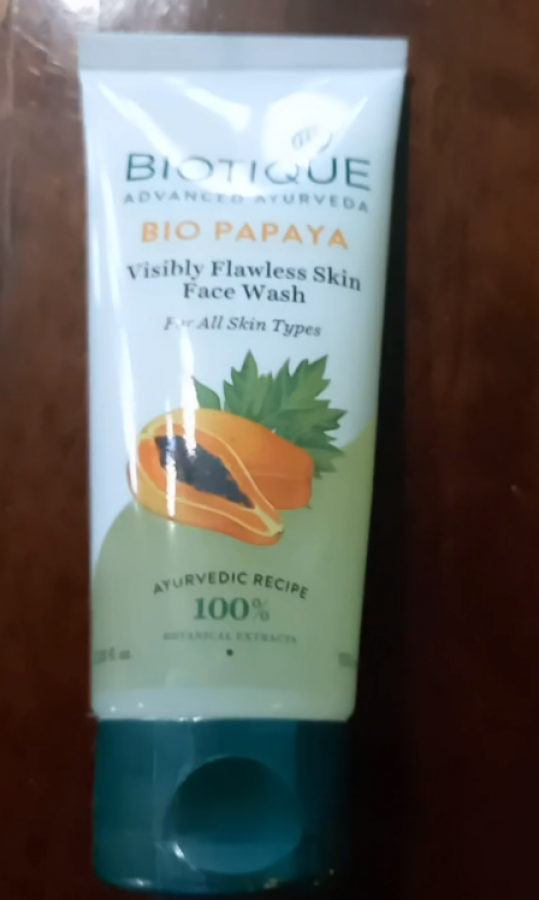 BIOTIQUE
ADVANCED AYURVEDA
BIO PAPAYA
Visibly Flawless Skin
Face Wash
For All Skin Types
AYURVEDIC RECIPE
100%
BOTANICAL EXTRACTS